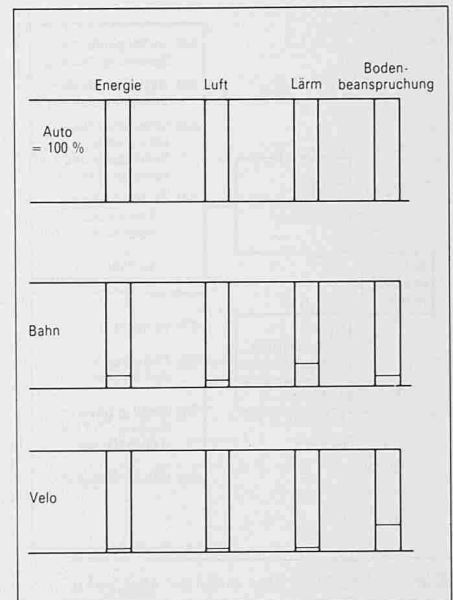 Energie Luft Lärm Boden-
beanspruchung
Auto
= 100 %
Bahn
Velo